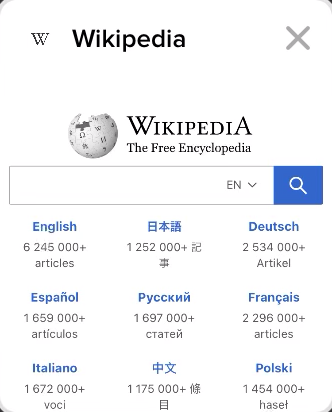 W Wikipedia
WIKIPEDIA
The Free Encyclopedia
EN
English 日本語 Deutsch
6 245 000+ 1 252 000+ 記 2 534 000+
articles 事 Artikel
Español Русский Français
1 659 000+ 1 697 000+ 2 296 000+
artículos статей articles
Italiano 中文 Polski
1 672 000+ 1 175 000+ 條 1 454 000+
voci 目 haseł